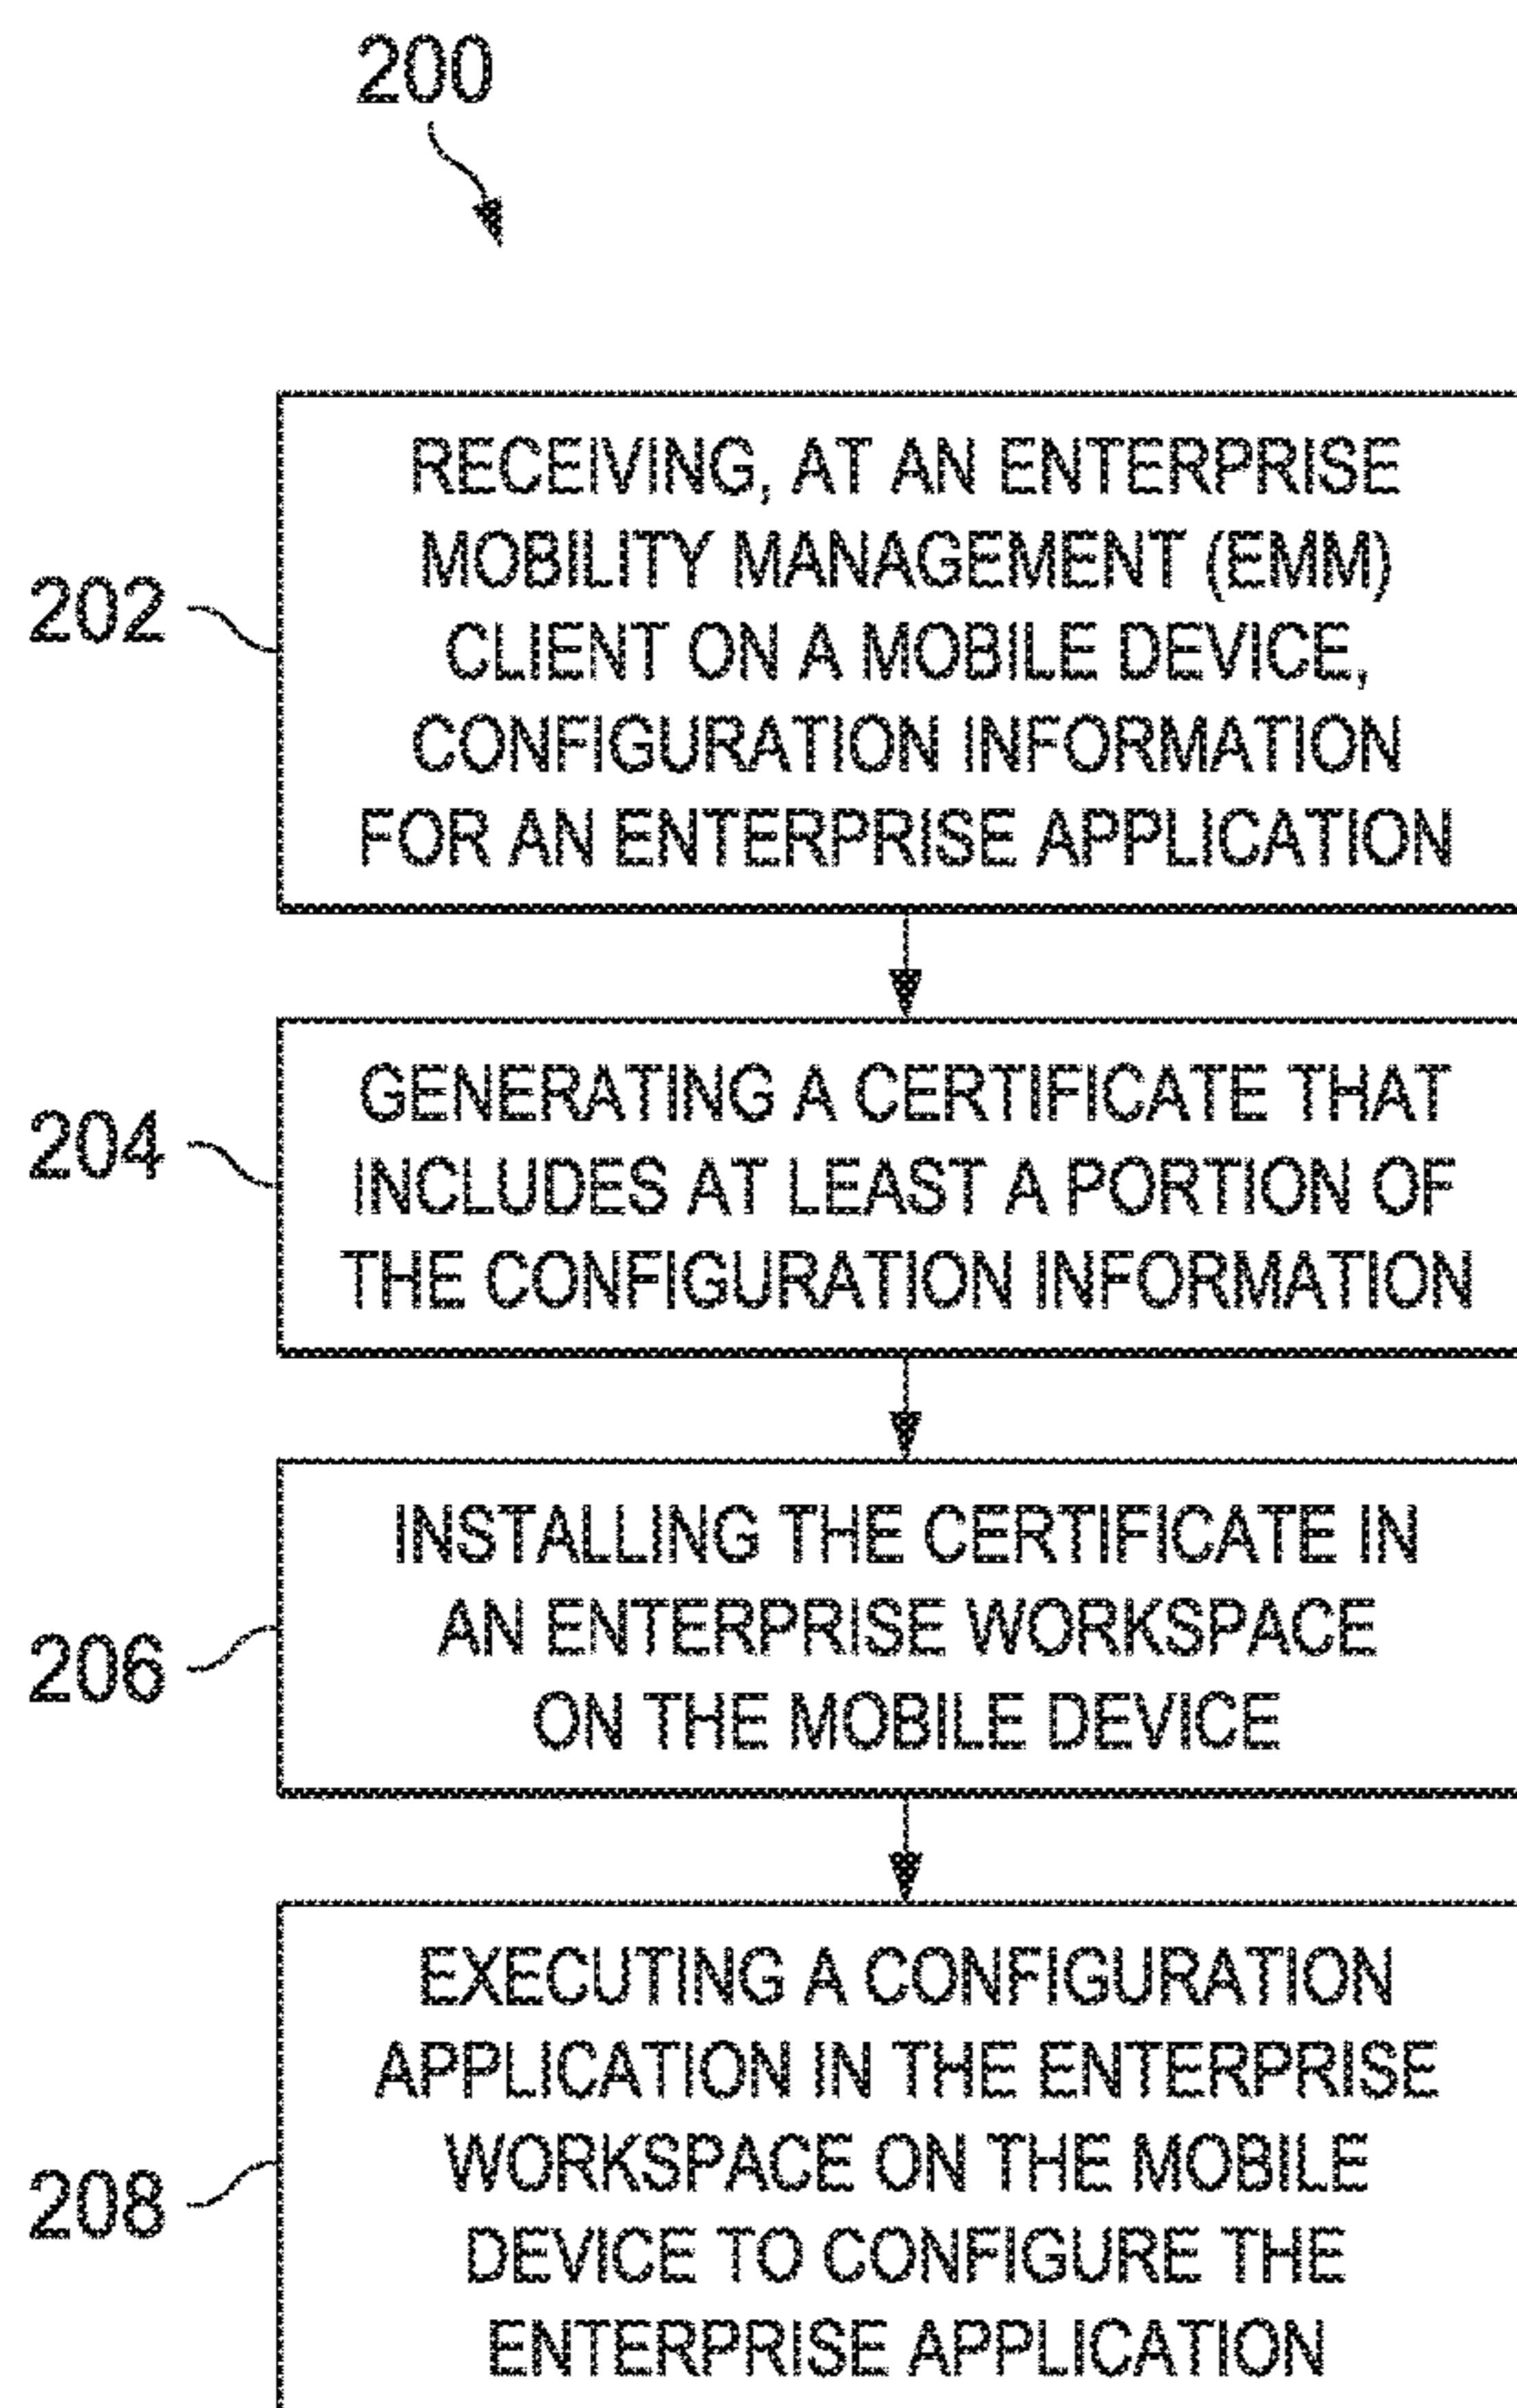 200
202
RECEIVING, AT AN ENTERPRISE
MOBILITY MANAGEMENT (EMM)
CLIENT ON A MOBILE DEVICE,
CONFIGURATION INFORMATION
FOR AN ENTERPRISE APPLICATION
204
GENERATING A CERTIFICATE THAT
INCLUDES AT LEAST A PORTION OF
THE CONFIGURATION INFORMATION
206
INSTALLING THE CERTIFICATE IN
AN ENTERPRISE WORKSPACE
ON THE MOBILE DEVICE
208
EXECUTING A CONFIGURATION
APPLICATION IN THE ENTERPRISE
WORKSPACE ON THE MOBILE
DEVICE TO CONFIGURE THE
ENTERPRISE APPLICATION